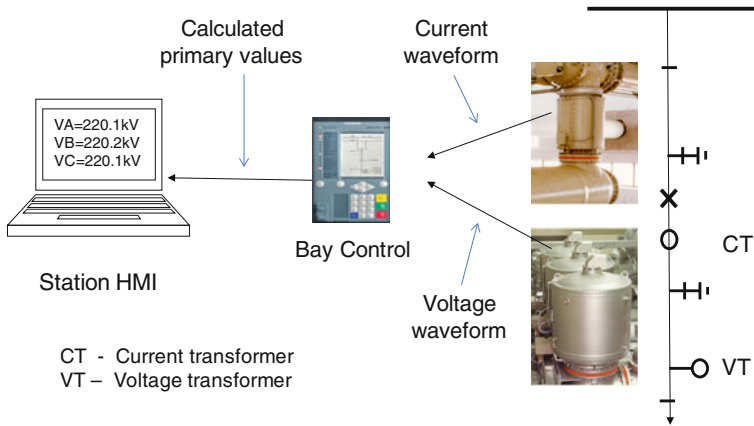 Calculated
primary values
Current
waveform
VA=220.1kV
VB=220.2kV
VC=220.1kV
Bay Control
CT
Station HMI
Voltage
waveform
CT - Current transformer
VT – Voltage transformer
VT